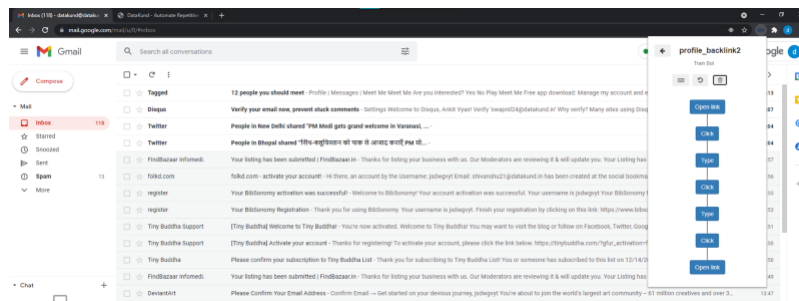 Inbox (118) - datakund@dataku
DataKund - Automate Repetitive
mail.google.com/mail/u/0/#inbox
Gmail
Search all conversations
profile_backlink2
Train Bot
Compose
Mail
Inbox 118
Starred
Snoozed
Sent
Spam 13
More
Chat
Tagged 12 people you should meet - Profile | Messages | Meet Me Meet Me Are you interested? Yes No Play Meet Me Free app download: Manage my account and e
Disqus Verify your email now, prevent stuck comments - Settings Welcome to Disqus, Ankit Vyas! Verify 'swapnil24@datakund.in' Why verify? Many sites using Disq
Twitter People in New Delhi shared "PM Modi gets grand welcome in Varanasi, ...
Twitter People in Bhopal shared
FindBazaar Infomedi. Your listing has been submitted | FindBazaar.in - Thanks for listing your business with us. Our Moderators are reviewing it & will update you. Your Listing has
folkd.com folkd.com - activate your account! - Hi there, an account by the Username: jsdwgvyt Email: shivanshu21@datakund.in has been created at the social bookma
register Your BibSonomy account activation was successful! - Welcome to BibSonomy! Your account activation was successful. Your username is jsdwgvyt Your BibSonomy
register Your BibSonomy Registration - Thank you for using BibSonomy. Your username is jsdwgvyt. Finish your registration by clicking on this link: https://www.bibs
Tiny Buddha Support [Tiny Buddha] Welcome to Tiny Buddha! - You're now activated. Welcome to Tiny Buddha! You may want to visit the blog or follow on Facebook, Twitter, Goog
Tiny Buddha Support [Tiny Buddha] Activate your account - Thanks for registering! To activate your account, please click the link below. https://tinybuddha.com/?gfur_activation=
Tiny Buddha Please confirm your subscription to Tiny Buddha List - Thank you for subscribing to Tiny Buddha List! You or someone has subscribed to this list on 12/14/2
FindBazaar Infomedi. Your listing has been submitted | FindBazaar.in - Thanks for listing your business with us. Our Moderators are reviewing it & will update you. Your Listing has
DeviantArt Please Confirm Your Email Address - Confirm Email → Get started on your devious journey, jsdwgvyt You're about to join the world's largest art community – 61 million creatives and over 3... 13:47
Open link
Click
Type
Click
Type
Click
Open link